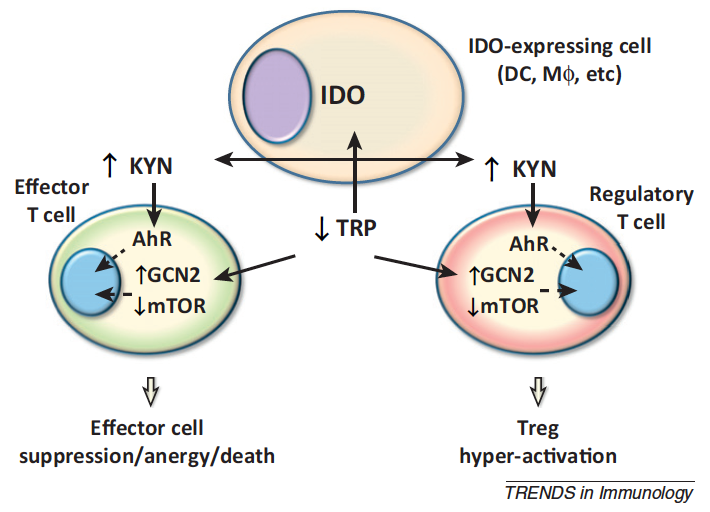 IDO-expressing cell
(DC, Mϕ, etc)
IDO
↑ KYN
↑ KYN
Effector
T cell
Regulatory
T cell
↓ TRP
AhR
↑GCN2
↓mTOR
AhR
↑GCN2
↓mTOR
Effector cell
suppression/anergy/death
Treg
hyper-activation
TRENDS in Immunology